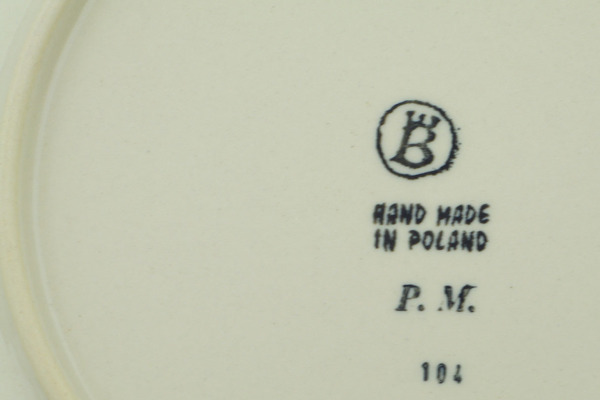 B
HAND MADE
IN POLAND
P. M.
104